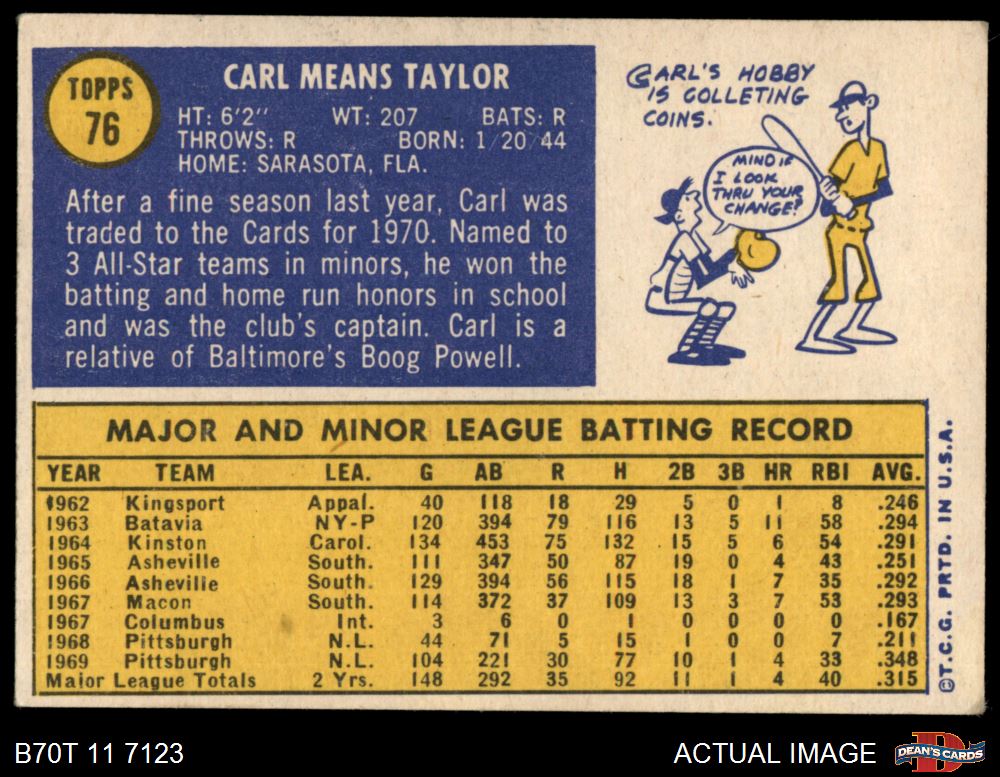 TOPPS
76
CARL MEANS TAYLOR
HT: 6'2" WT: 207 BATS: R
THROWS: R BORN: 1/20/44
HOME: SARASOTA, FLA.
After a fine season last year, Carl was
traded to the Cards for 1970. Named to
3 All-Star teams in minors, he won the
batting and home run honors in school
and was the club's captain. Carl is a
relative of Baltimore's Boog Powell.
CARL'S HOBBY
IS COLLETING
COINS.
MIND IF
I LOOK
THRU YOUR
CHANGE?
MAJOR AND MINOR LEAGUE BATTING RECORD
YEAR TEAM LEA. G AB R H 2B 3B HR RBI AVG.
1962 Kingsport Appal. 40 118 18 29 5 0 1 8 .246
1963 Batavia NY-P 120 394 79 116 13 5 11 58 .294
1964 Kinston Carol. 134 453 75 132 15 5 6 54 .291
1965 Asheville South. 111 347 50 87 19 0 4 43 .251
1966 Asheville South. 129 394 56 115 18 1 7 35 .292
1967 Macon South. 114 372 37 109 13 3 7 53 .293
1967 Columbus Int. 3 6 0 1 0 0 0 0 .167
1968 Pittsburgh N.L. 44 71 5 15 1 0 0 7 .211
1969 Pittsburgh N.L. 104 221 30 77 10 1 4 33 .348
Major League Totals 2 Yrs. 148 292 35 92 11 1 4 40 .315
©T.C.G. PRTD. IN U.S.A.
B70T 11 7123
ACTUAL IMAGE
D
DEAN'S CARDS